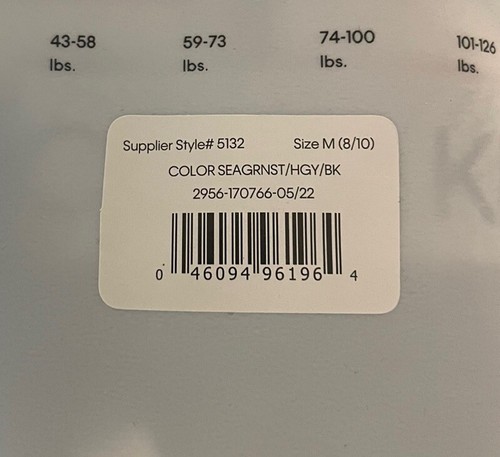 43-58 59-73 74-100 101-126
lbs. lbs. lbs. lbs.
Supplier Style# 5132 Size M (8/10)
COLOR SEAGRNST/HGY/BK
2956-170766-05/22
0 46094 96196 4
K